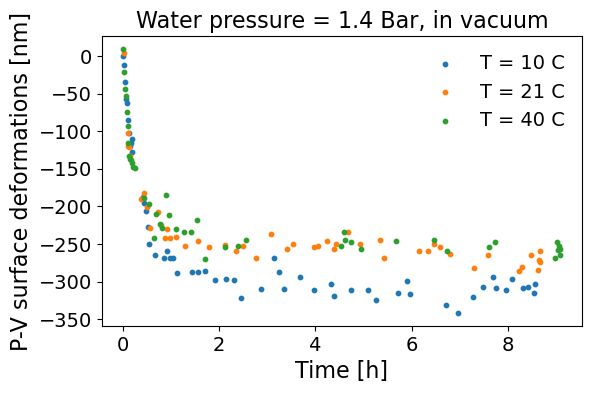 Water pressure = 1.4 Bar, in vacuum
P-V surface deformations [nm]
0
−50
−100
−150
−200
−250
−300
−350
T = 10 C
T = 21 C
T = 40 C
0
2
4
6
8
Time [h]